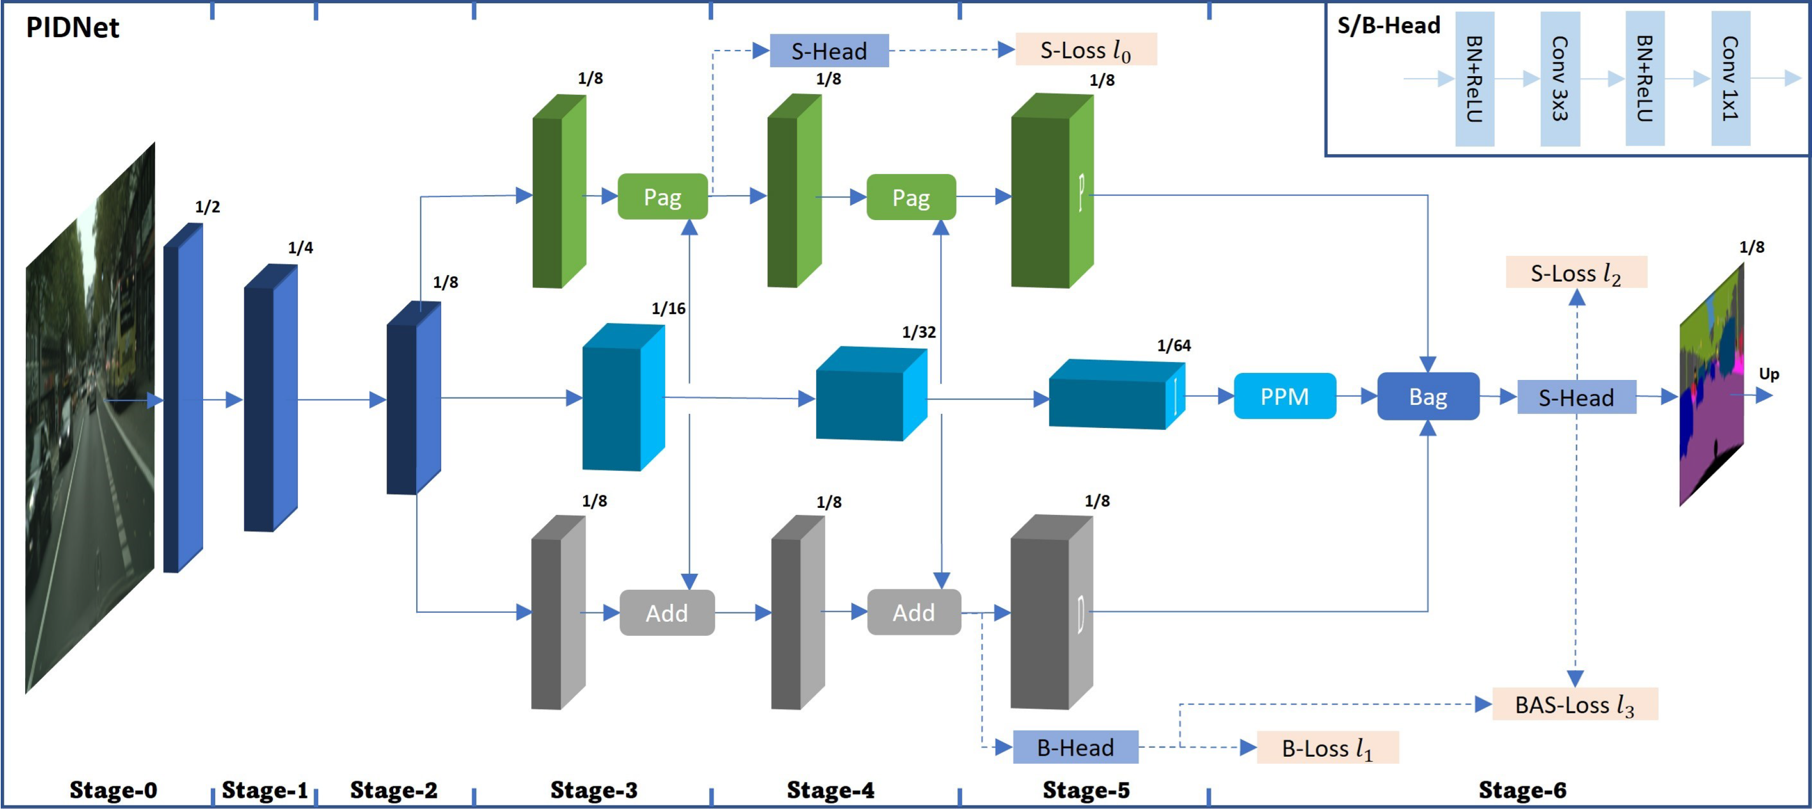 PIDNet
S/B-Head
BN+ReLU
Conv 3x3
BN+ReLU
Conv 1x1
S-Head
S-Loss l0
1/8
1/8
1/8
Pag
Pag
P
1/2
1/4
1/8
1/16
1/32
1/64
I
PPM
Bag
S-Head
S-Loss l2
1/8
Up
1/8
1/8
1/8
Add
Add
D
BAS-Loss l3
B-Head
B-Loss l1
Stage-0
Stage-1
Stage-2
Stage-3
Stage-4
Stage-5
Stage-6